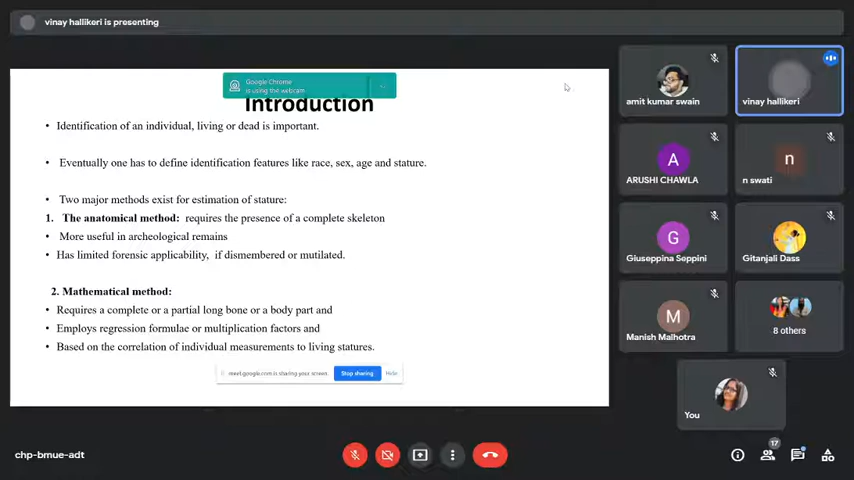 vinay hallikeri is presenting
Google Chrome
is using the webcam
Introduction
• Identification of an individual, living or dead is important.
• Eventually one has to define identification features like race, sex, age and stature.
• Two major methods exist for estimation of stature:
1. The anatomical method: requires the presence of a complete skeleton
• More useful in archeological remains
• Has limited forensic applicability, if dismembered or mutilated.
2. Mathematical method:
• Requires a complete or a partial long bone or a body part and
• Employs regression formulae or multiplication factors and
• Based on the correlation of individual measurements to living statures.
meet.google.com is sharing your screen.
Stop sharing
Hide
amit kumar swain
vinay hallikeri
A
ARUSHI CHAWLA
n
n swati
G
Giuseppina Seppini
Gitanjali Dass
M
Manish Malhotra
8 others
You
chp-bmue-adt
17